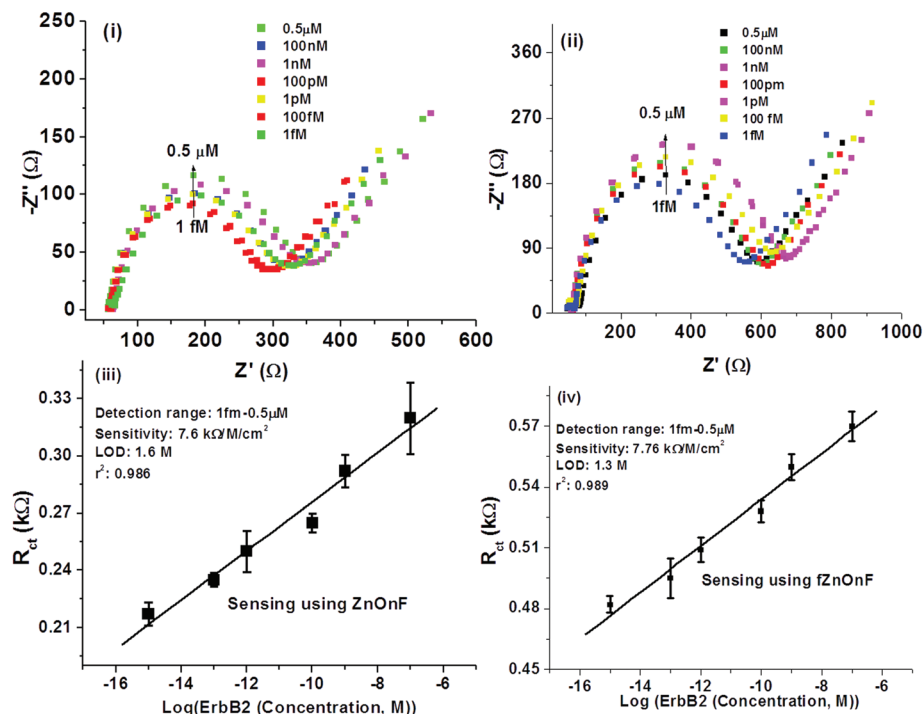 (i)
0.5μM
100nM
1nM
100pM
1pM
100fM
1fM
0.5 μM
1 fM
250
200
150
100
50
0
-Z" (Ω)
100 200 300 400 500 600
Z' (Ω)
(ii)
0.5μM
100nM
1nM
100pm
1pM
100 fM
1fM
0.5 μM
1fM
360
270
180
90
0
-Z" (Ω)
200 400 600 800 1000
Z' (Ω)
(iii)
Detection range: 1fm-0.5μM
Sensitivity: 7.6 kΩ/M/cm²
LOD: 1.6 M
r²: 0.986
Sensing using ZnOnF
0.33
0.30
0.27
0.24
0.21
Rct (kΩ)
-16 -14 -12 -10 -8 -6
Log(ErbB2 (Concentration, M))
(iv)
Detection range: 1fm-0.5μM
Sensitivity: 7.76 kΩ/M/cm²
LOD: 1.3 M
r²: 0.989
Sensing using fZnOnF
0.57
0.54
0.51
0.48
0.45
Rct (kΩ)
-16 -14 -12 -10 -8 -6
Log (ErbB2 (Concentration, M))